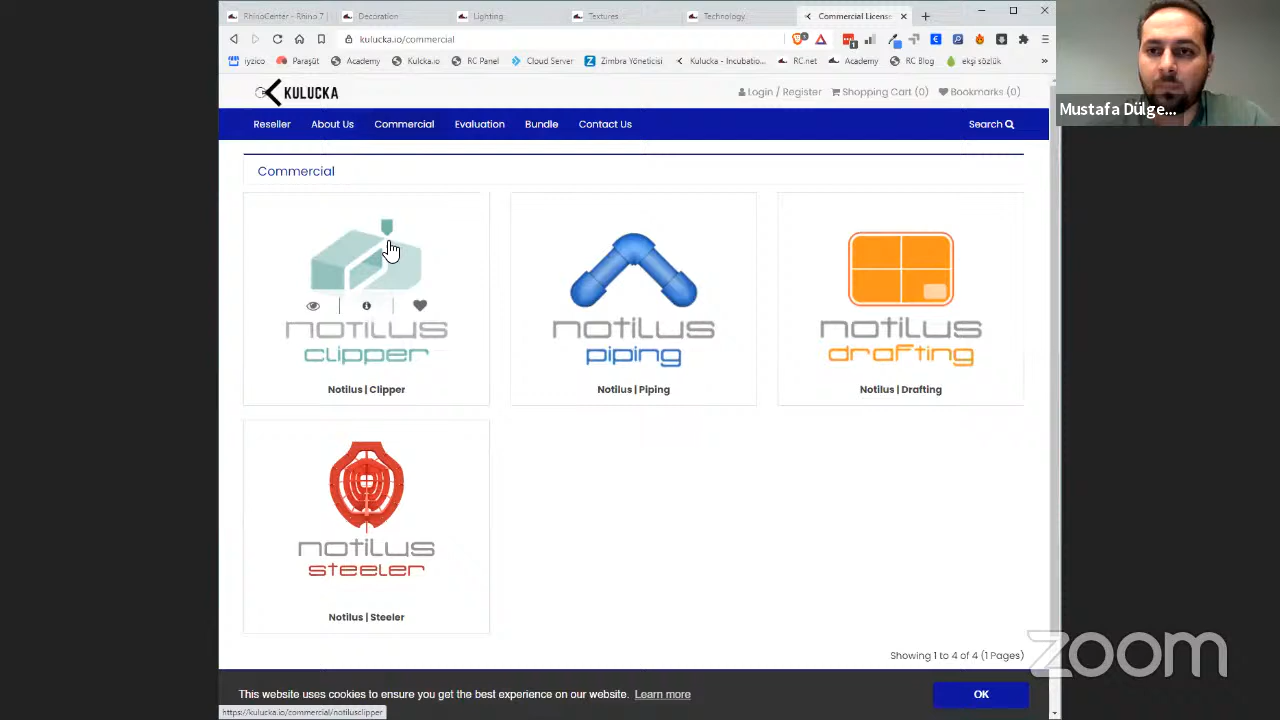 RhinoCenter - Rhino 7
Decoration
Lighting
Textures
Technology
Commercial License
kulucka.io/commercial
iyzico
Paraşüt
Academy
Kulcka.io
RC Panel
Cloud Server
Zimbra Yöneticisi
Kulucka - Incubatio...
RC.net
Academy
RC Blog
ekşi sözlük
Mustafa Dülge...
KULUCKA
Login / Register
Shopping Cart (0)
Bookmarks (0)
Reseller
About Us
Commercial
Evaluation
Bundle
Contact Us
Search
Commercial
notilus
clipper
Notilus | Clipper
notilus
piping
Notilus | Piping
notilus
drafting
Notilus | Drafting
notilus
steeler
Notilus | Steeler
Showing 1 to 4 of 4 (1 Pages)
zoom
This website uses cookies to ensure you get the best experience on our website. Learn more
OK
https://kulucka.io/commercial/notilusclipper